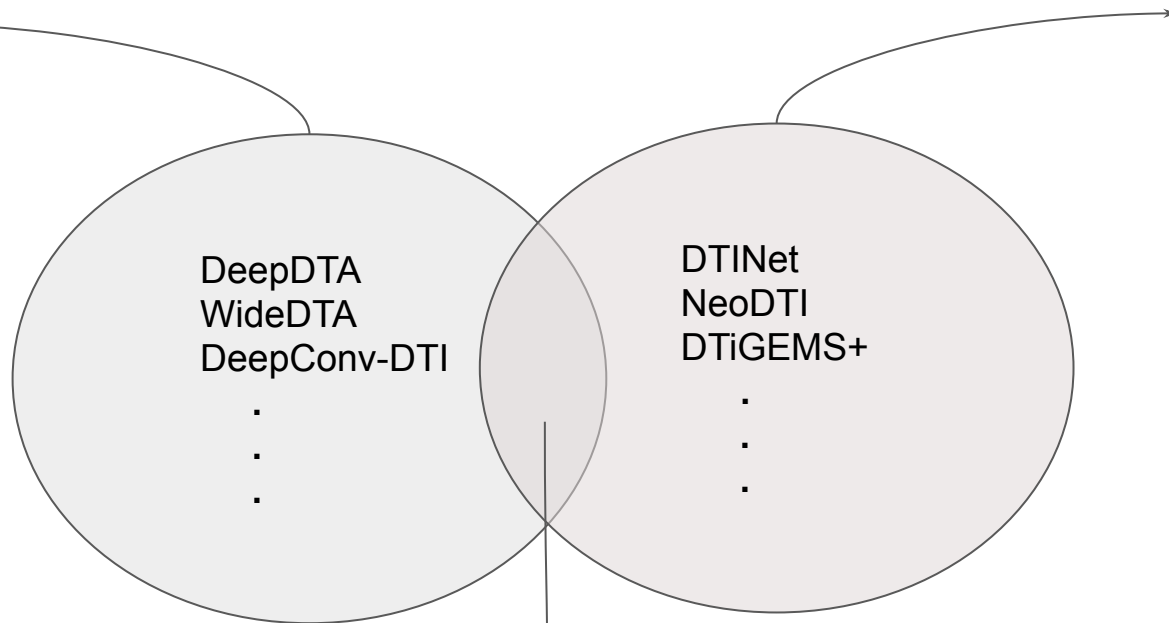 DeepDTA
WideDTA
DeepConv-DTI
.
.
.
DTINet
NeoDTI
DTiGEMS+
.
.
.